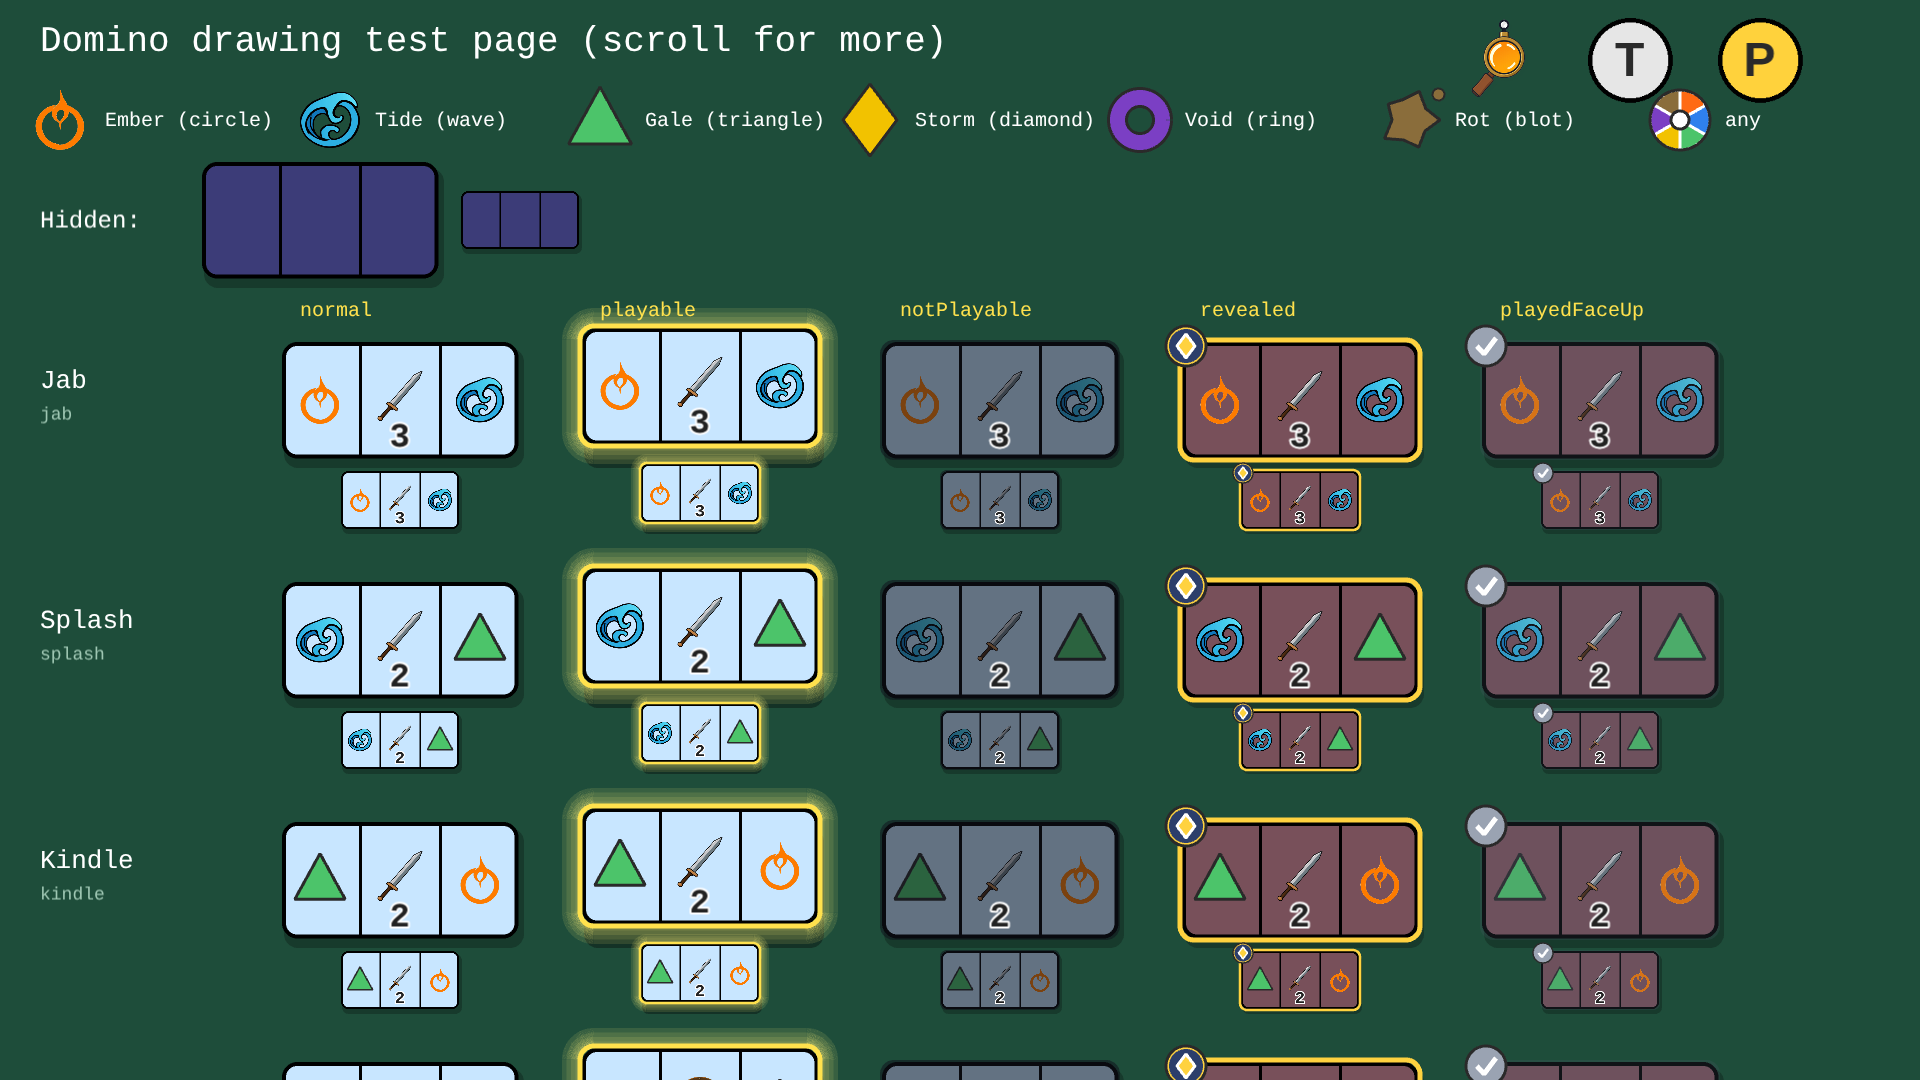 Domino drawing test page (scroll for more)
T P
Ember (circle) Tide (wave) Gale (triangle) Storm (diamond) Void (ring) Rot (blot) any
Hidden:
normal playable notPlayable revealed playedFaceUp
Jab
jab
3 3 3 3 3
3 3 3 3 3
Splash
splash
2 2 2 2 2
2 2 2 2 2
Kindle
kindle
2 2 2 2 2
2 2 2 2 2